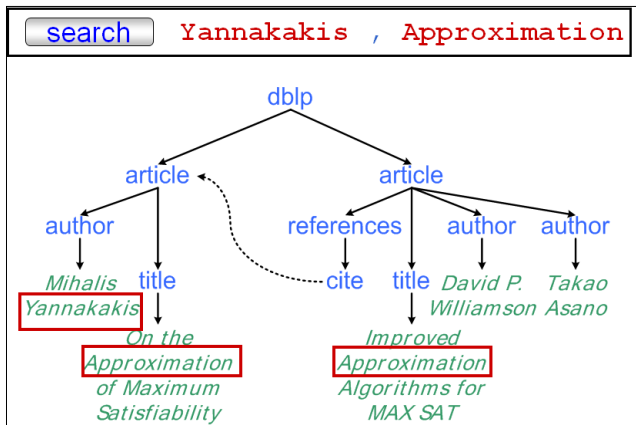 search Yannakakis , Approximation
dblp
article article
author references author author
Mihalis title cite title David P. Takao
Yannakakis Williamson Asano
On the Improved
Approximation Approximation
of Maximum Algorithms for
Satisfiability MAX SAT